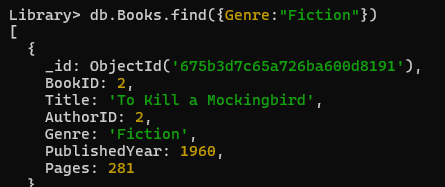 Library> db.Books.find({Genre:"Fiction"})
[
  {
    _id: ObjectId('675b3d7c65a726ba600d8191'),
    BookID: 2,
    Title: 'To Kill a Mockingbird',
    AuthorID: 2,
    Genre: 'Fiction',
    PublishedYear: 1960,
    Pages: 281
  }